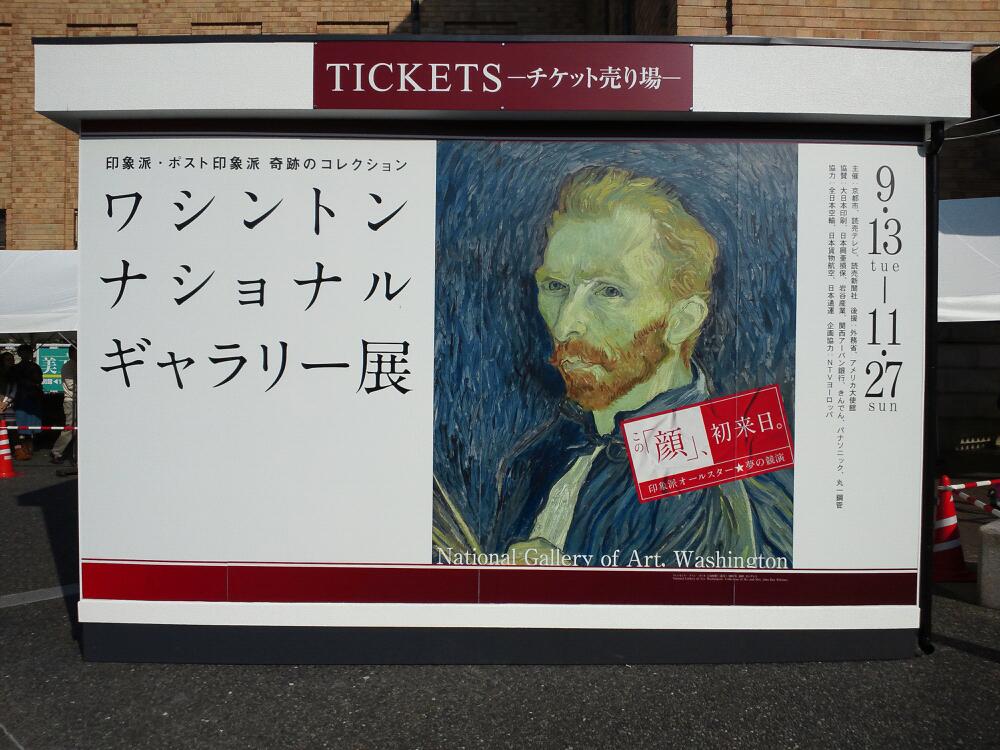 TICKETS―チケット売り場―
印象派・ポスト印象派 奇跡のコレクション
ワシントン
ナショナル
ギャラリー展
9.13
tue
|
11.27
sun
主催:京都市、読売テレビ、読売新聞社 後援:外務省、アメリカ大使館
協賛:大日本印刷、日本興亜損保、岩谷産業、関西アーバン銀行、きんでん、パナソニック、丸一鋼管
協力:全日本空輸、日本貨物航空、日本通運 企画協力:NTVヨーロッパ
この「顔」、初来日。
印象派オールスター★夢の競演
National Gallery of Art, Washington
美